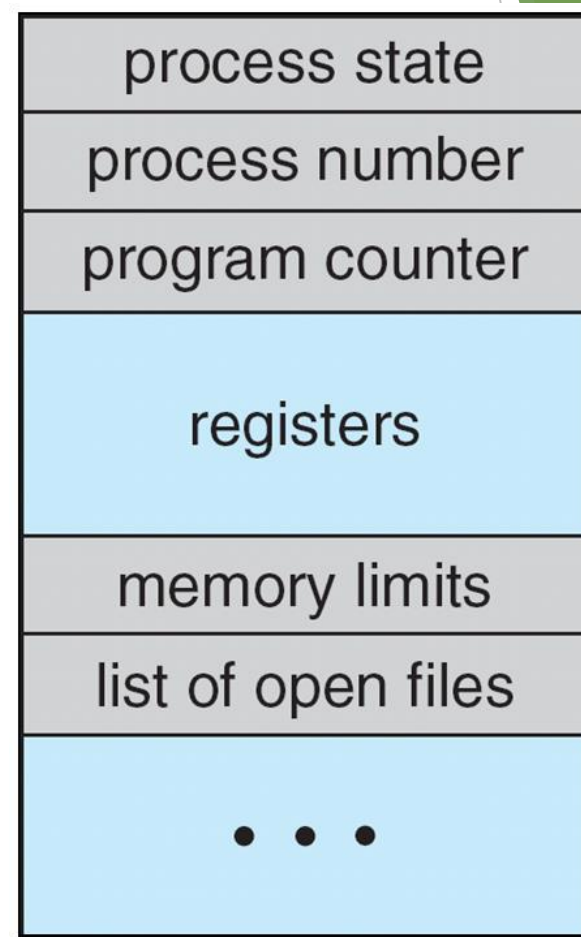 process state
process number
program counter
registers
memory limits
list of open files
• • •